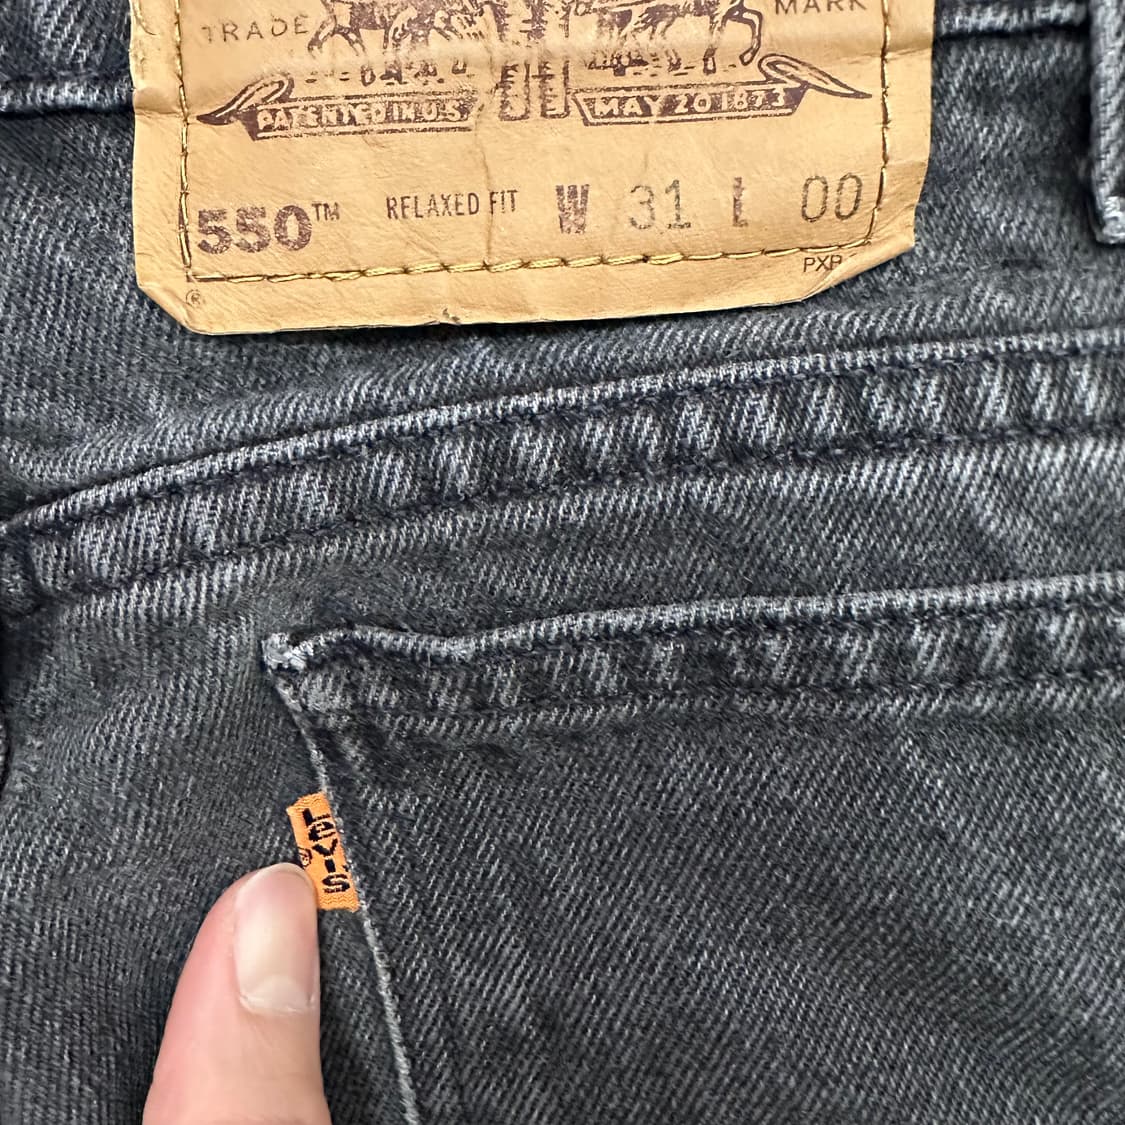 TRADE MARK
PATENTED IN U.S. MAY 20 1873
550™ RELAXED FIT W 31 L 00
®
Levi's
®